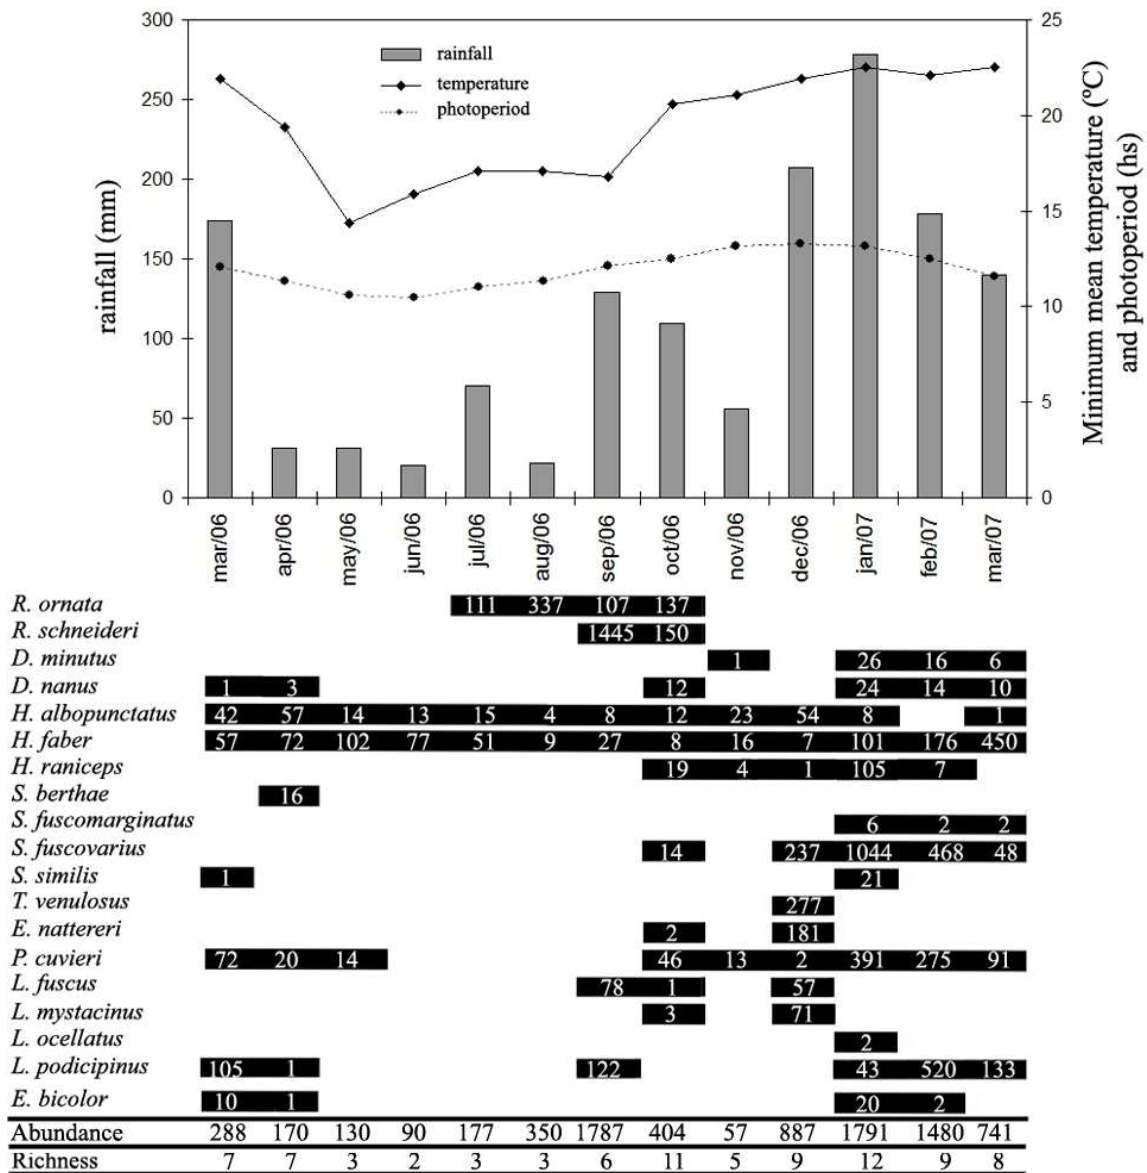 300
250
200
150
100
50
0
rainfall (mm)
rainfall
temperature
photoperiod
25
20
15
10
5
0
Minimum mean temperature (ºC)
and photoperiod (hs)
mar/06 apr/06 may/06 jun/06 jul/06 aug/06 sep/06 oct/06 nov/06 dec/06 jan/07 feb/07 mar/07
R. ornata 111 337 107 137
R. schneideri 1445 150
D. minutus 1 26 16 6
D. nanus 1 3 12 24 14 10
H. albopunctatus 42 57 14 13 15 4 8 12 23 54 8 1
H. faber 57 72 102 77 51 9 27 8 16 7 101 176 450
H. raniceps 19 4 1 105 7
S. berthae 16
S. fuscomarginatus 6 2 2
S. fuscovarius 14 237 1044 468 48
S. similis 1 21
T. venulosus 277
E. nattereri 2 181
P. cuvieri 72 20 14 46 13 2 391 275 91
L. fuscus 78 1 57
L. mystacinus 3 71
L. ocellatus 2
L. podicipinus 105 1 122 43 520 133
E. bicolor 10 1 20 2
Abundance 288 170 130 90 177 350 1787 404 57 887 1791 1480 741
Richness 7 7 3 2 3 3 6 11 5 9 12 9 8